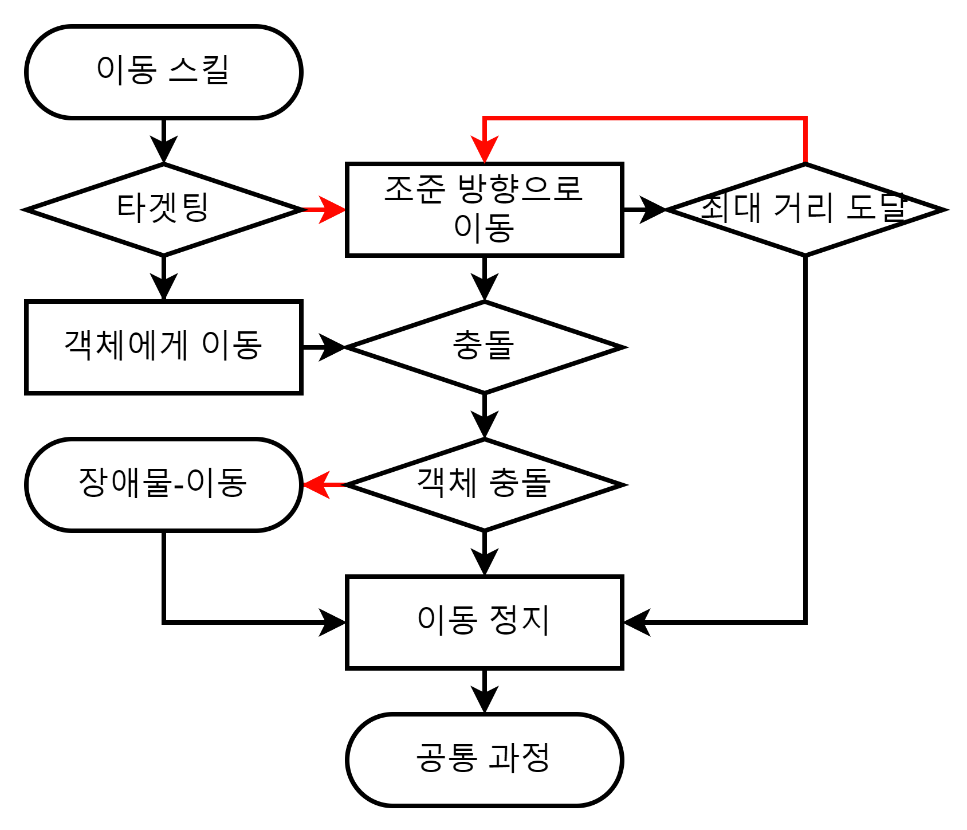 이동 스킬
타겟팅
조준 방향으로
이동
최대 거리 도달
객체에게 이동
충돌
장애물-이동
객체 충돌
이동 정지
공통 과정